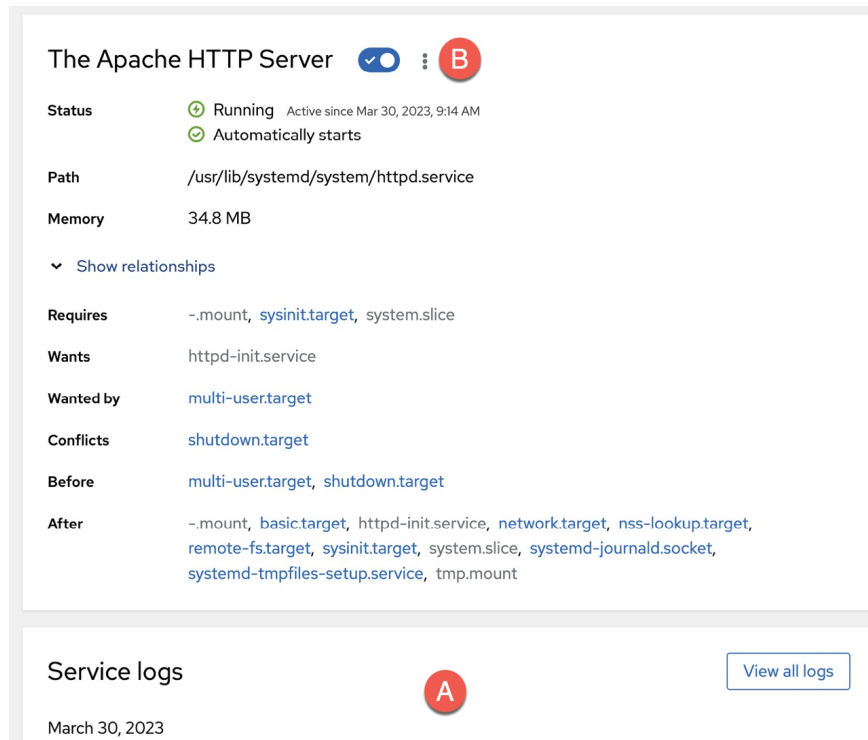 The Apache HTTP Server B
Status Running Active since Mar 30, 2023, 9:14 AM
Automatically starts
Path /usr/lib/systemd/system/httpd.service
Memory 34.8 MB
Show relationships
Requires -.mount, sysinit.target, system.slice
Wants httpd-init.service
Wanted by multi-user.target
Conflicts shutdown.target
Before multi-user.target, shutdown.target
After -.mount, basic.target, httpd-init.service, network.target, nss-lookup.target,
remote-fs.target, sysinit.target, system.slice, systemd-journald.socket,
systemd-tmpfiles-setup.service, tmp.mount
Service logs A View all logs
March 30, 2023